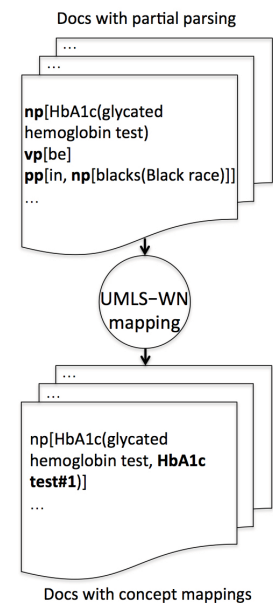 Docs with partial parsing
...
...
np[HbA1c(glycated
hemoglobin test)
vp[be]
pp[in, np[blacks(Black race)]]
...
UMLS−WN
mapping
...
...
np[HbA1c(glycated
hemoglobin test, HbA1c
test#1)]
...
Docs with concept mappings